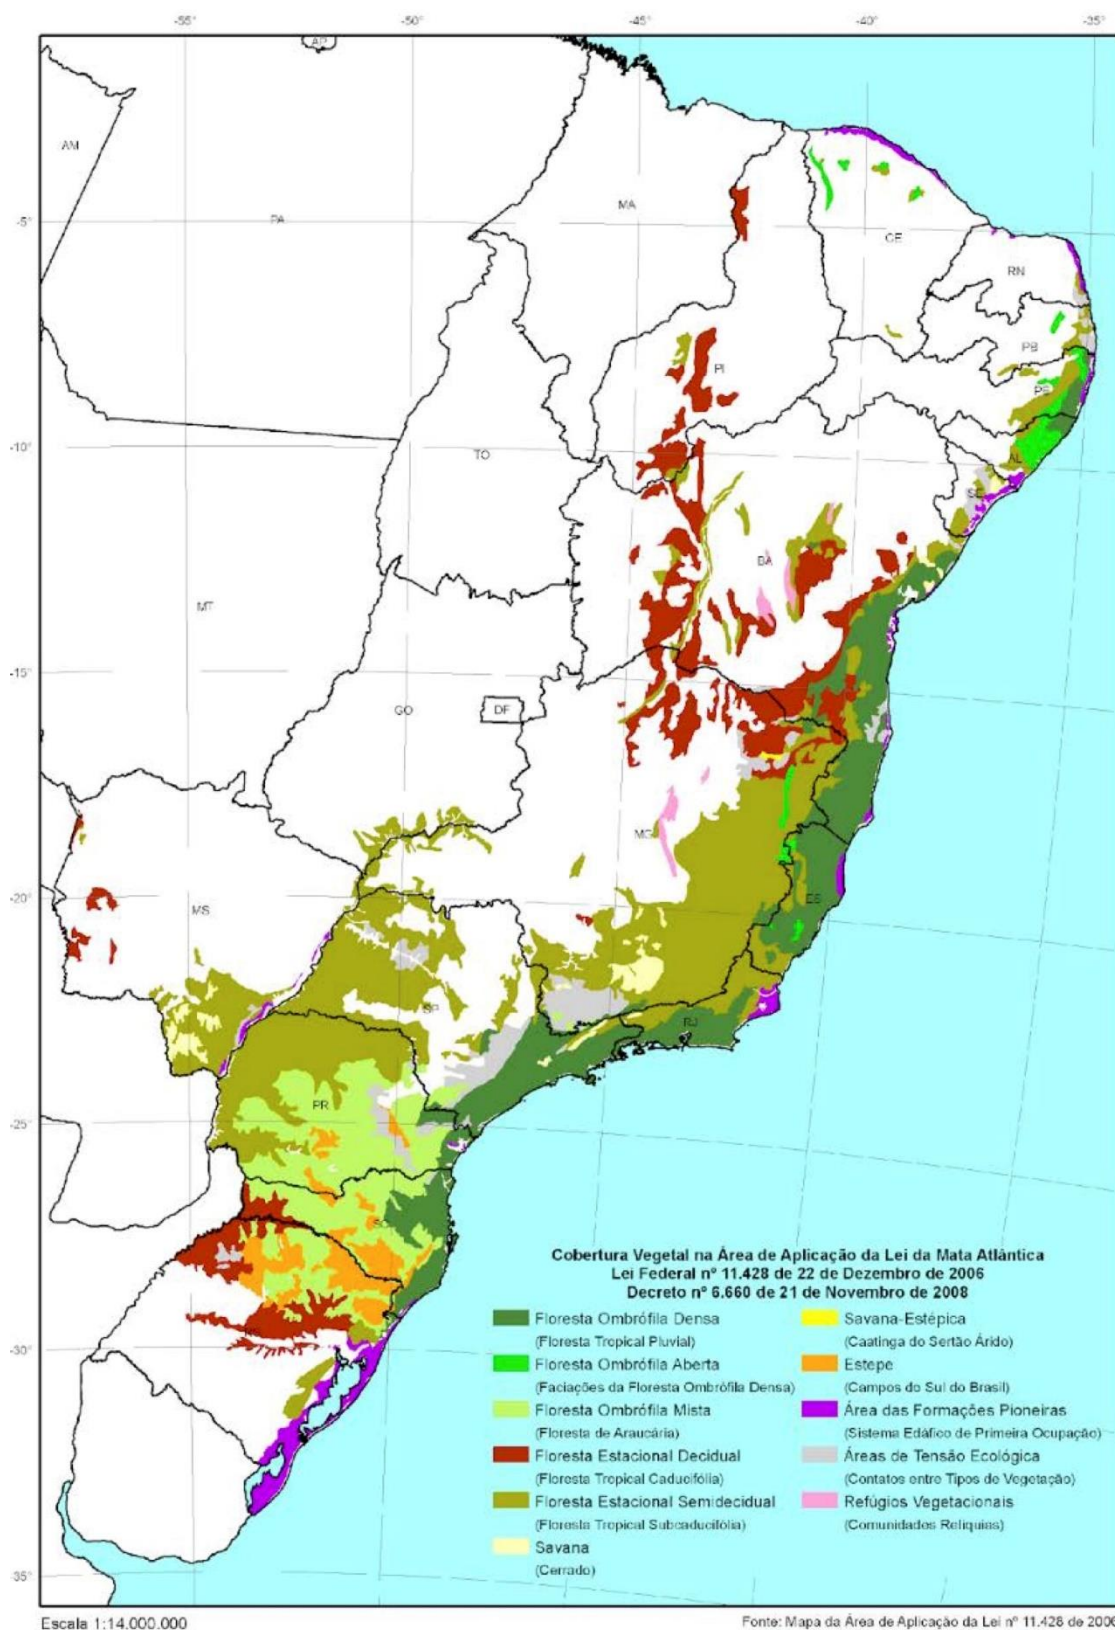 -55° -50° -45° -40° -35°
AP
AM
PA
MA
CE
-5°
RN
PB
PI
PE
TO
AL
-10°
SE
BA
MT
-15°
GO
DF
MG
ES
MS
-20°
SP
RJ
PR
-25°
SC
Cobertura Vegetal na Área de Aplicação da Lei da Mata Atlântica
Lei Federal nº 11.428 de 22 de Dezembro de 2006
Decreto nº 6.660 de 21 de Novembro de 2008
Floresta Ombrófila Densa
(Floresta Tropical Pluvial)
Floresta Ombrófila Aberta
(Faciações da Floresta Ombrófila Densa)
Floresta Ombrófila Mista
(Floresta de Araucária)
Floresta Estacional Decidual
(Floresta Tropical Caducifólia)
Floresta Estacional Semidecidual
(Floresta Tropical Subcaducifólia)
Savana
(Cerrado)
Savana-Estépica
(Caatinga do Sertão Árido)
Estepe
(Campos do Sul do Brasil)
Área das Formações Pioneiras
(Sistema Edáfico de Primeira Ocupação)
Áreas de Tensão Ecológica
(Contatos entre Tipos de Vegetação)
Refúgios Vegetacionais
(Comunidades Relíquias)
-30°
-35°
Escala 1:14.000.000
Fonte: Mapa da Área de Aplicação da Lei nº 11.428 de 2006